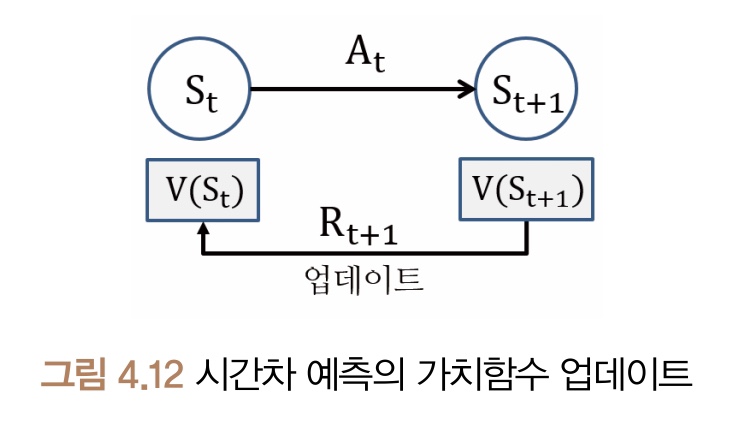 A_t
S_t
S_{t+1}
V(S_t)
V(S_{t+1})
R_{t+1}
업데이트
그림 4.12 시간차 예측의 가치함수 업데이트